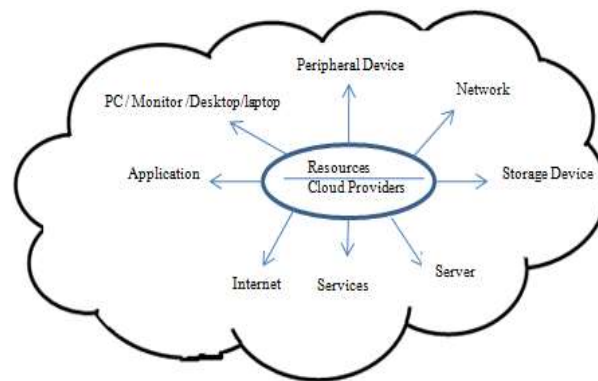 Peripheral Device
Network
PC / Monitor /Desktop/laptop
Resources
Application
Storage Device
Cloud Providers
Server
Internet
Services